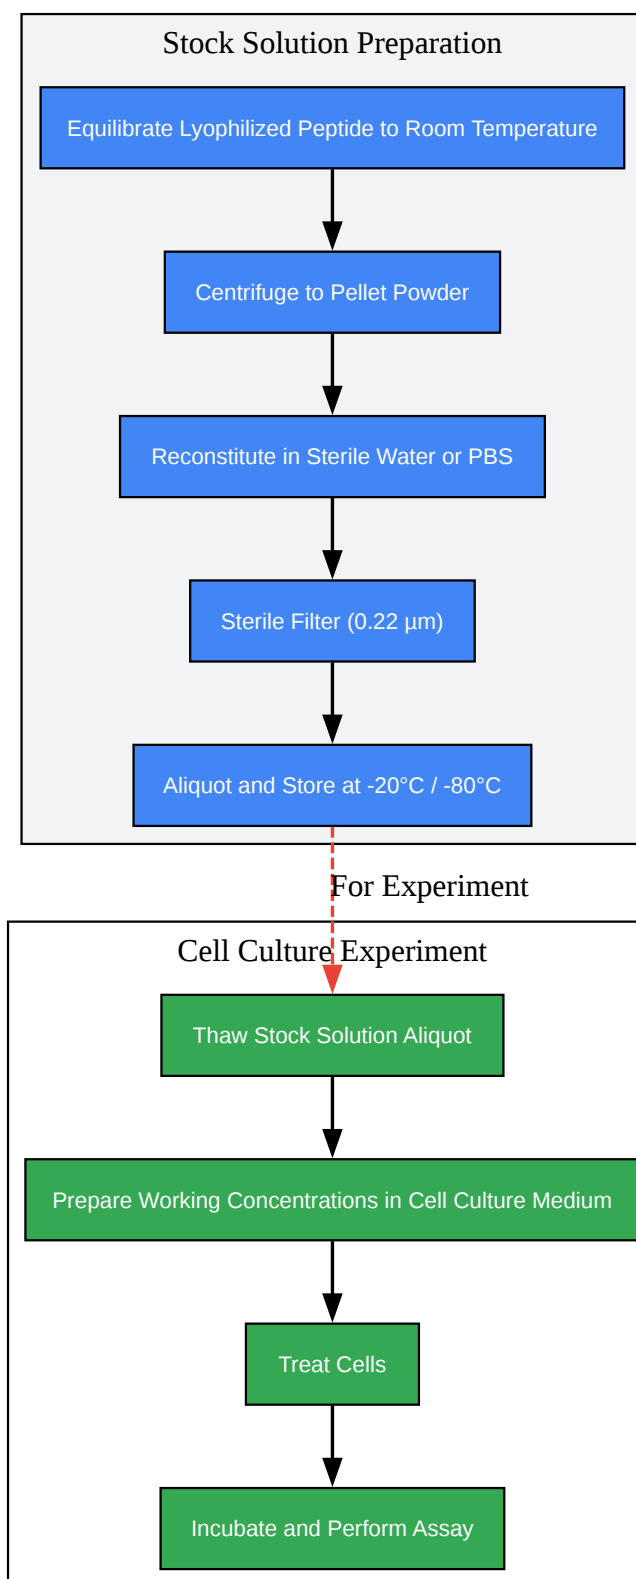 Stock Solution Preparation
Equilibrate Lyophilized Peptide to Room Temperature
Centrifuge to Pellet Powder
Reconstitute in Sterile Water or PBS
Sterile Filter (0.22 µm)
Aliquot and Store at -20°C / -80°C
For Experiment
Cell Culture Experiment
Thaw Stock Solution Aliquot
Prepare Working Concentrations in Cell Culture Medium
Treat Cells
Incubate and Perform Assay